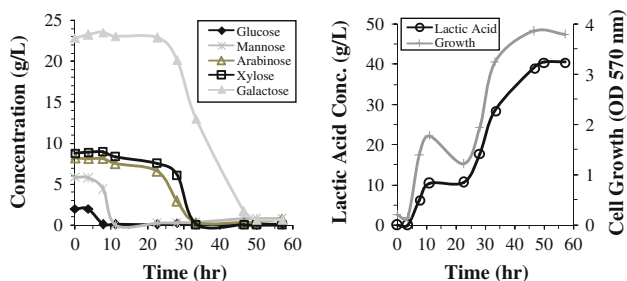 Concentration (g/L)
25
20
15
10
5
0
0 10 20 30 40 50 60
Time (hr)
Glucose
Mannose
Arabinose
Xylose
Galactose
Lactic Acid Conc. (g/L)
50
40
30
20
10
0
0 10 20 30 40 50 60
Time (hr)
Lactic Acid
Growth
4
3
2
1
0
Cell Growth (OD 570 nm)